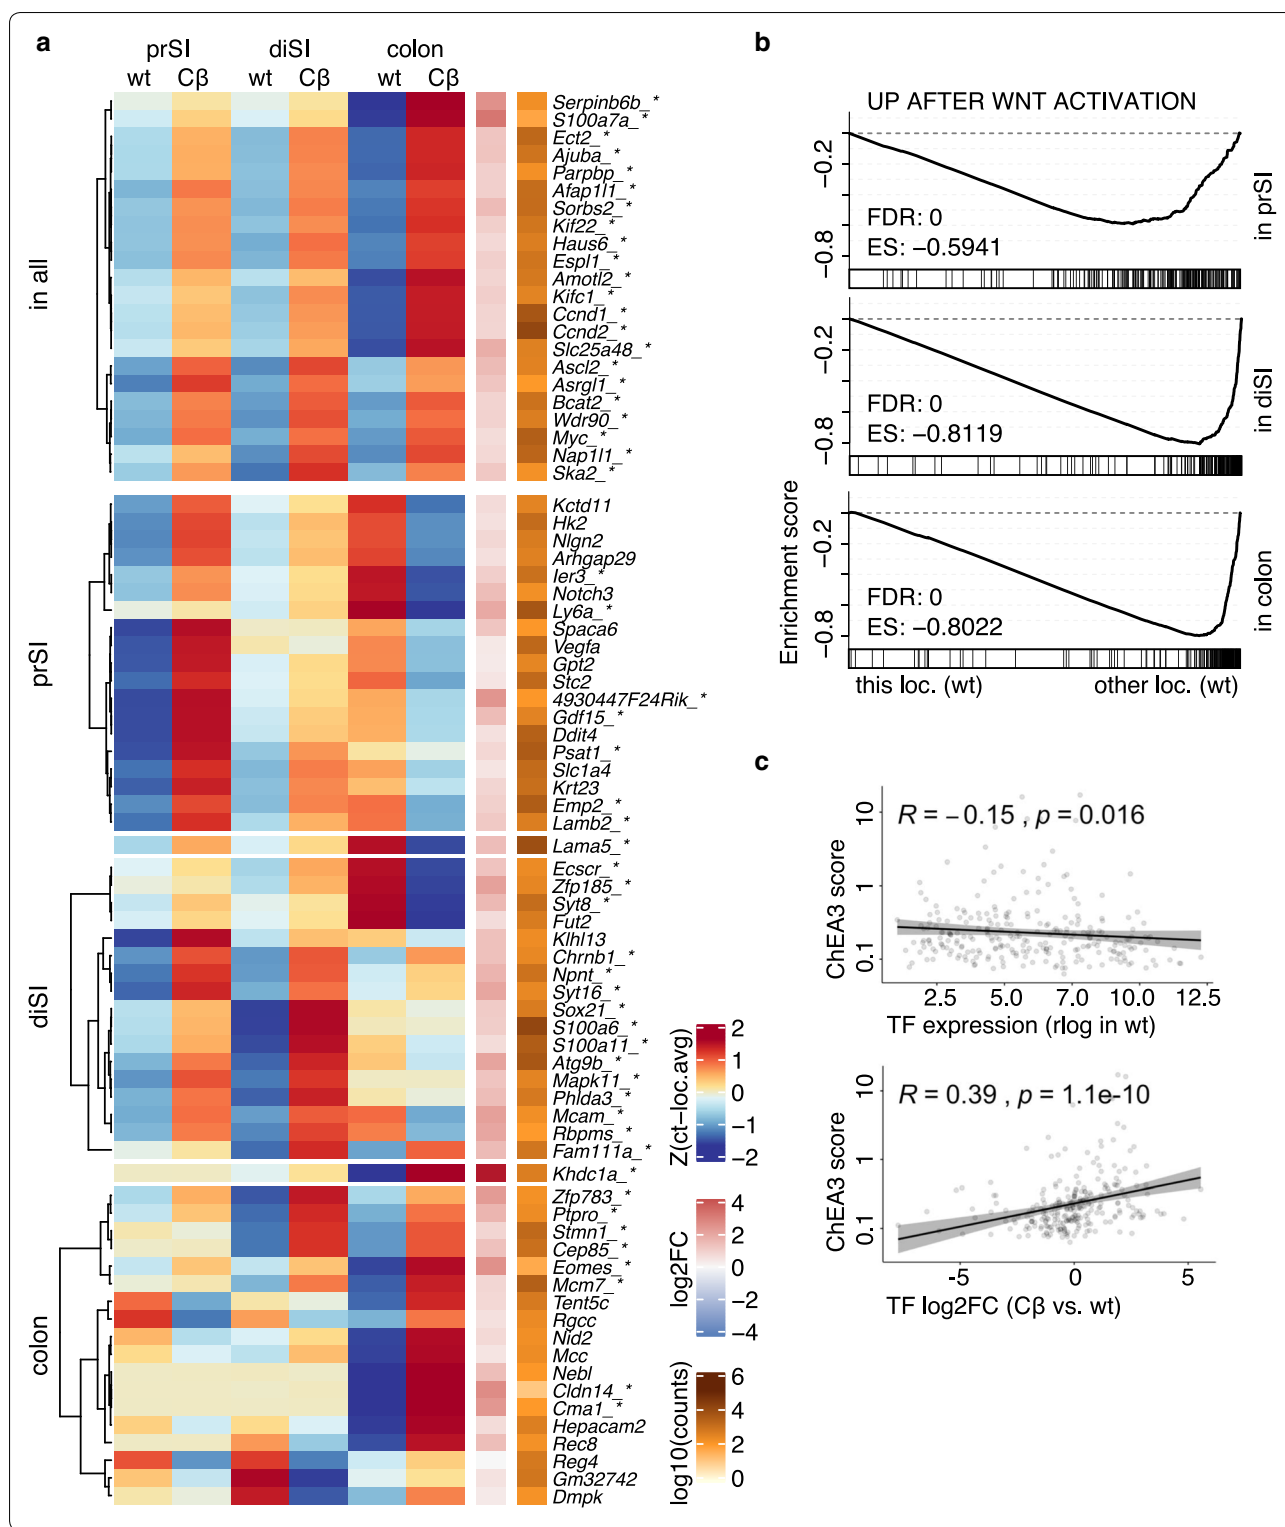 a
prSI diSI colon
wt Cβ wt Cβ wt Cβ
in all
Serpinb6b_*
S100a7a_*
Ect2_*
Ajuba_*
Parpbp_*
Afap1l1_*
Sorbs2_*
Kif22_*
Haus6_*
Espl1_*
Amotl2_*
Kifc1_*
Ccnd1_*
Ccnd2_*
Slc25a48_*
Ascl2_*
Asrgl1_*
Bcat2_*
Wdr90_*
Myc_*
Nap1l1_*
Ska2_*
prSI
Kctd11
Hk2
Nlgn2
Arhgap29
Ier3_*
Notch3
Ly6a_*
Spaca6
Vegfa
Gpt2
Stc2
4930447F24Rik_*
Gdf15_*
Ddit4
Psat1_*
Slc1a4
Krt23
Emp2_*
Lamb2_*
Lama5_*
diSI
Ecscr_*
Zfp185_*
Syt8_*
Fut2
Klhl13
Chrnb1_*
Npnt_*
Syt16_*
Sox21_*
S100a6_*
S100a11_*
Atg9b_*
Mapk11_*
Phlda3_*
Mcam_*
Rbpms_*
Fam111a_*
Khdc1a_*
colon
Zfp783_*
Ptpro_*
Stmn1_*
Cep85_*
Eomes_*
Mcm7_*
Tent5c
Rgcc
Nid2
Mcc
Nebl
Cldn14_*
Cma1_*
Hepacam2
Rec8
Reg4
Gm32742
Dmpk
Z(ct−loc.avg)
2
1
0
−1
−2
log2FC
4
2
0
−2
−4
log10(counts)
6
4
2
0
b
UP AFTER WNT ACTIVATION
Enrichment score
−0.2
−0.8
FDR: 0
ES: −0.5941
in prSI
−0.2
−0.8
FDR: 0
ES: −0.8119
in diSI
−0.2
−0.8
FDR: 0
ES: −0.8022
in colon
this loc. (wt) other loc. (wt)
c
ChEA3 score
10
1
0.1
R = −0.15 , p = 0.016
2.5 5.0 7.0 10.0 12.5
TF expression (rlog in wt)
ChEA3 score
10
1
0.1
R = 0.39 , p = 1.1e-10
-5 0 5
TF log2FC (Cβ vs. wt)